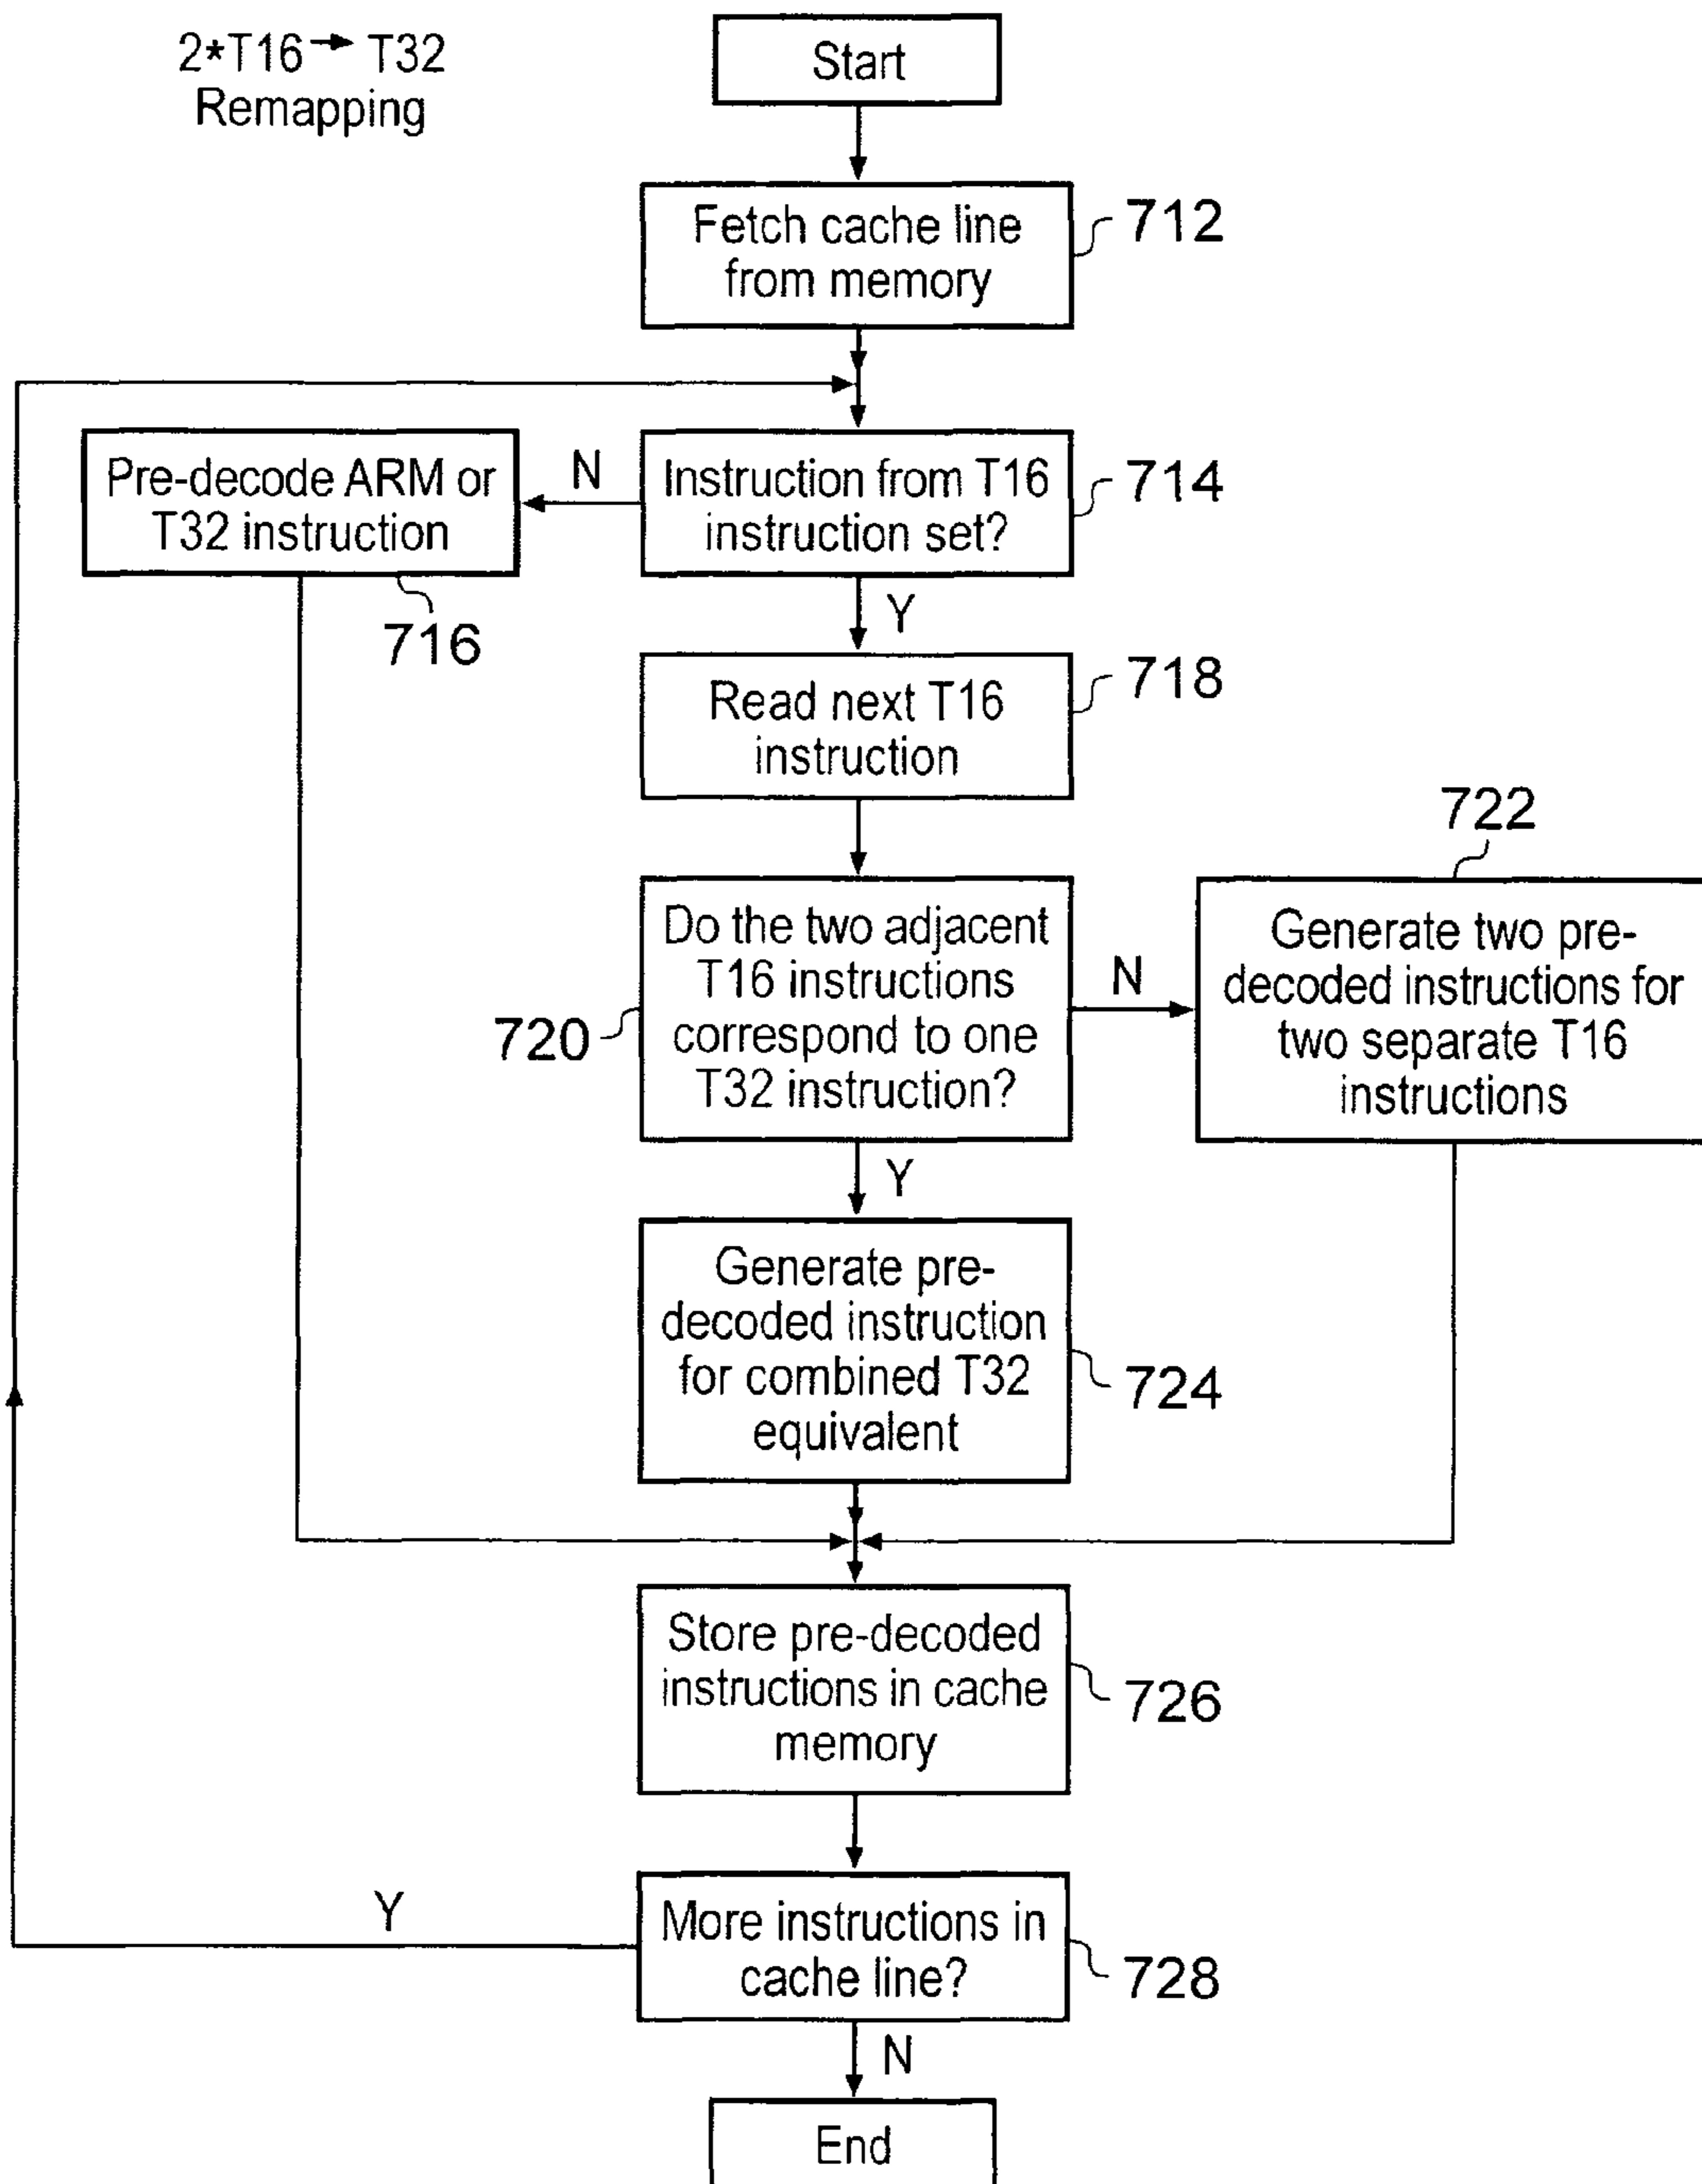 2*T16 → T32
Remapping
Start
Fetch cache line
from memory
712
Instruction from T16
instruction set?
714
N
Pre-decode ARM or
T32 instruction
716
Y
Read next T16
instruction
718
Do the two adjacent
T16 instructions
correspond to one
T32 instruction?
720
N
722
Generate two pre-
decoded instructions for
two separate T16
instructions
Y
Generate pre-
decoded instruction
for combined T32
equivalent
724
Store pre-decoded
instructions in cache
memory
726
More instructions in
cache line?
728
Y
N
End